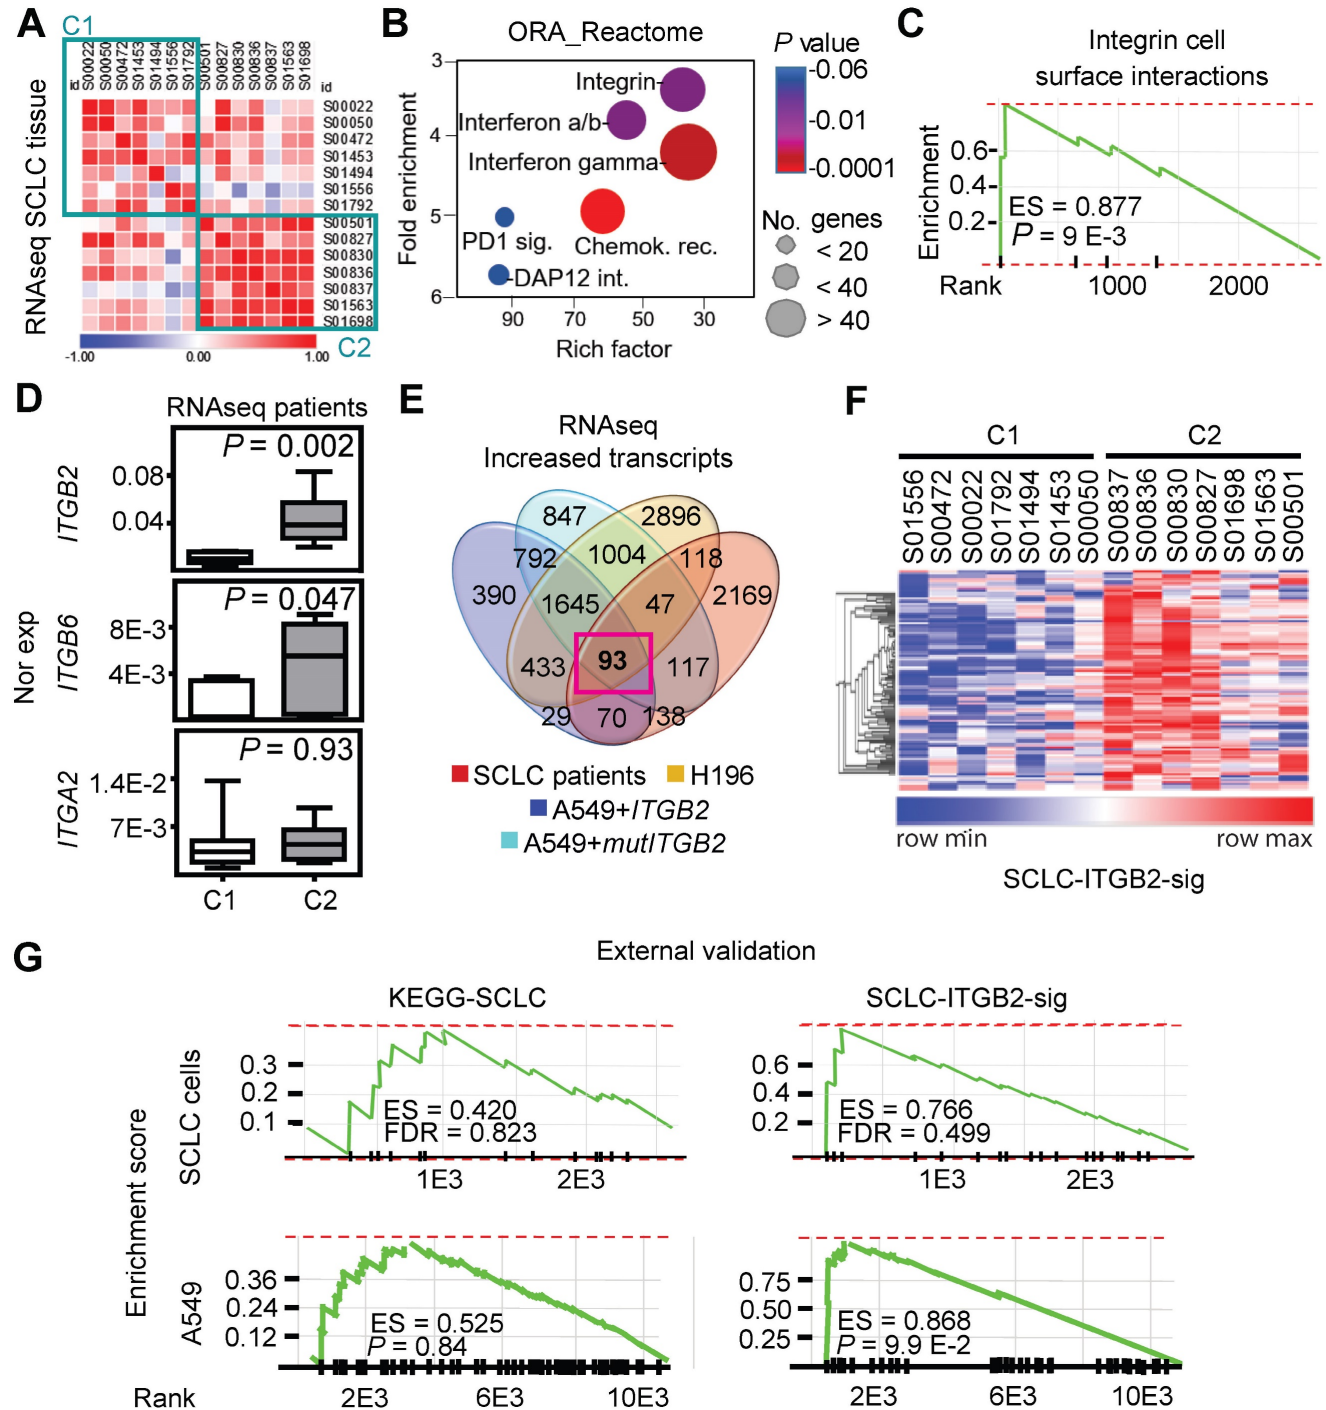 A
C1
S00022
S00050
S00472
S01453
S01494
S01556
S01792
S00501
S00827
S00830
S00836
S00837
S01563
S01698
id
id
S00022
S00050
S00472
S01453
S01494
S01556
S01792
S00501
S00827
S00830
S00836
S00837
S01563
S01698
RNAseq SCLC tissue
-1.00
0.00
1.00
C2
B
ORA_Reactome
Fold enrichment
3
4
5
6
Integrin
Interferon a/b
Interferon gamma
PD1 sig.
Chemok. rec.
DAP12 int.
90
70
50
30
Rich factor
P value
-0.06
-0.01
-0.0001
No. genes
< 20
< 40
> 40
C
Integrin cell
surface interactions
Enrichment
0.6
0.4
0.2
ES = 0.877
P = 9 E-3
Rank
1000
2000
D
RNAseq patients
Nor exp
ITGB2
0.08
0.04
P = 0.002
ITGB6
8E-3
4E-3
P = 0.047
ITGA2
1.4E-2
7E-3
P = 0.93
C1
C2
E
RNAseq
Increased transcripts
847
2896
792
1004
118
390
1645
47
2169
433
93
117
29
70
138
SCLC patients
H196
A549+ITGB2
A549+mutITGB2
F
C1
C2
S01556
S00472
S00022
S01792
S01494
S01453
S00050
S00837
S00836
S00830
S00827
S01698
S01563
S00501
row min
row max
SCLC-ITGB2-sig
G
External validation
Enrichment score
KEGG-SCLC
SCLC-ITGB2-sig
SCLC cells
0.3
0.2
0.1
ES = 0.420
FDR = 0.823
1E3
2E3
0.6
0.4
0.2
ES = 0.766
FDR = 0.499
1E3
2E3
A549
0.36
0.24
0.12
ES = 0.525
P = 0.84
0.75
0.50
0.25
ES = 0.868
P = 9.9 E-2
Rank
2E3
6E3
10E3
2E3
6E3
10E3